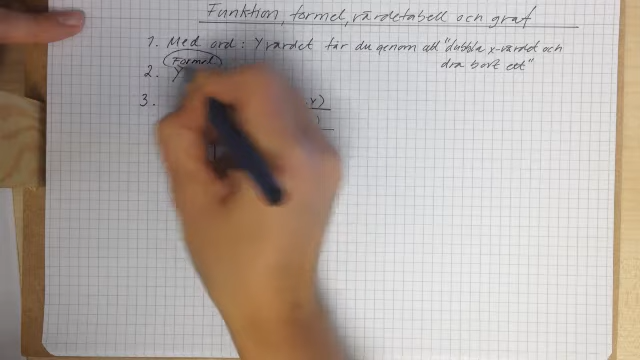 Funktion, formel, värdetabell och graf
1. Med ord: Y värdet får du genom att "dubbla x-värdet och
dra bort ett"
(Formel)
2. Y
3. x)
)